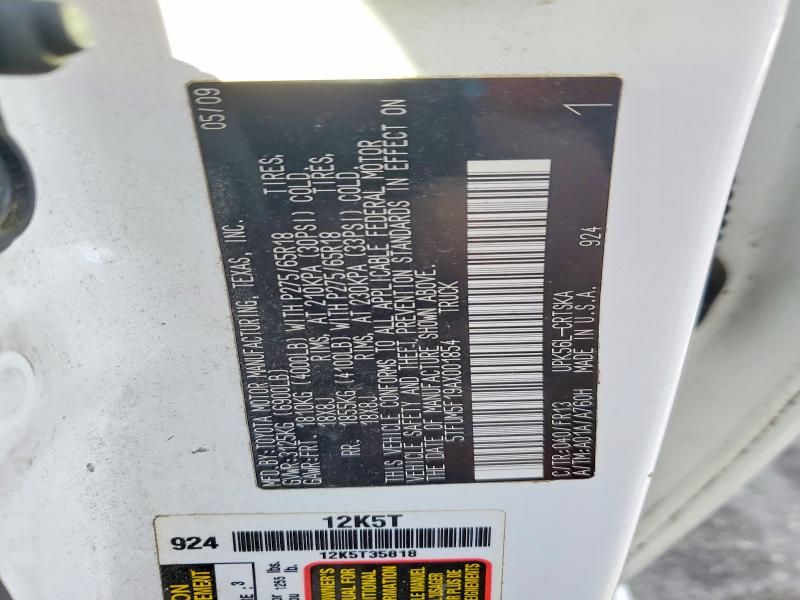 05/09
MFD.BY:TOYOTA MOTOR MANUFACTURING, TEXAS, INC.
GVWR:3125KG (6900LB)
GAWR:FRT. 1810KG (4000LB) WITH P275/65R18 TIRES,
18X8J RIMS, AT 210KPA (30PSI) COLD.
RR. 1855KG (4100LB) WITH P275/65R18 TIRES,
18X8J RIMS, AT 230KPA (33PSI) COLD.
THIS VEHICLE CONFORMS TO ALL APPLICABLE FEDERAL MOTOR
VEHICLE SAFETY AND THEFT PREVENTION STANDARDS IN EFFECT ON
THE DATE OF MANUFACTURE SHOWN ABOVE.
5TFUM5F19AX001854 TRUCK
C/TR:040/FR13 UPK56L-CRTSKA 924
A/TM:A01A/A760H MADE IN U.S.A. 1
12K5T
924
12K5T35818